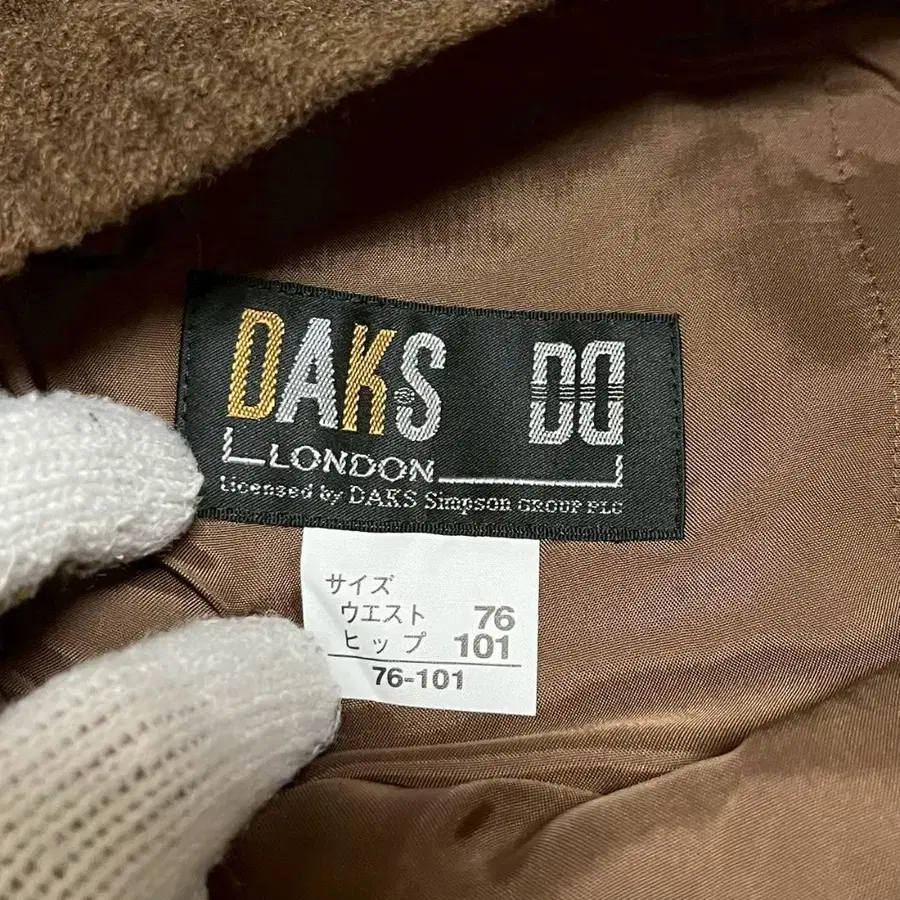 DAKS DD
LONDON
Licensed by DAKS Simpson GROUP PLC
サイズ
ウエスト 76
ヒップ 101
76-101